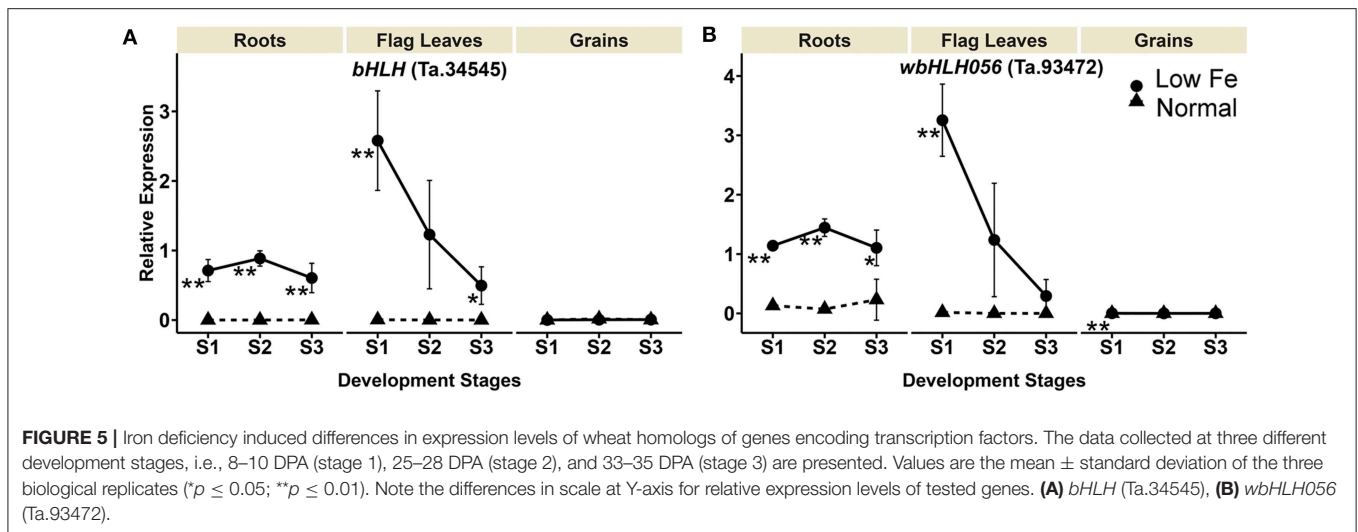 A
Roots Flag Leaves Grains
bHLH (Ta.34545)
Relative Expression
3
2
1
0
**
**
**
**
*
S1 S2 S3 S1 S2 S3 S1 S2 S3
Development Stages
B
Roots Flag Leaves Grains
wbHLH056 (Ta.93472)
Low Fe
Normal
4
3
2
1
0
**
**
*
**
**
S1 S2 S3 S1 S2 S3 S1 S2 S3
Development Stages
FIGURE 5 | Iron deficiency induced differences in expression levels of wheat homologs of genes encoding transcription factors. The data collected at three different
development stages, i.e., 8–10 DPA (stage 1), 25–28 DPA (stage 2), and 33–35 DPA (stage 3) are presented. Values are the mean ± standard deviation of the three
biological replicates (*p ≤ 0.05; **p ≤ 0.01). Note the differences in scale at Y-axis for relative expression levels of tested genes. (A) bHLH (Ta.34545), (B) wbHLH056
(Ta.93472).